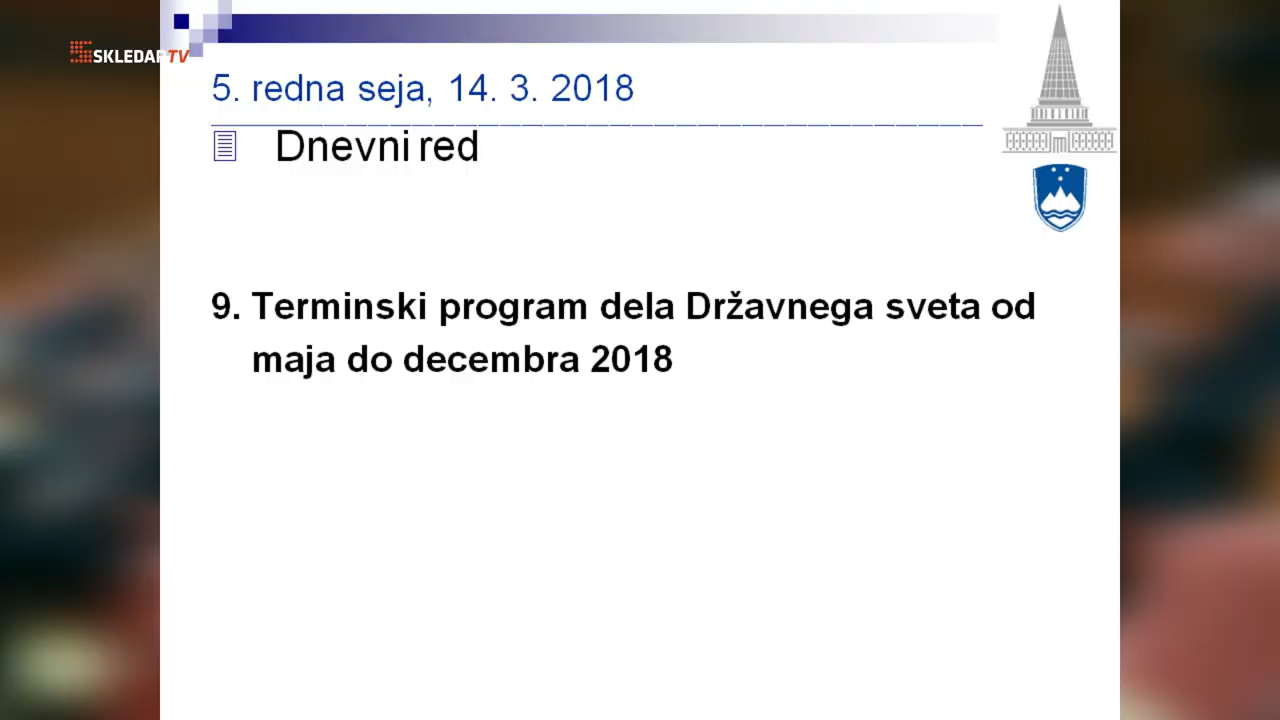 SKLEDAR TV
5. redna seja, 14. 3. 2018
Dnevni red
9. Terminski program dela Državnega sveta od
maja do decembra 2018